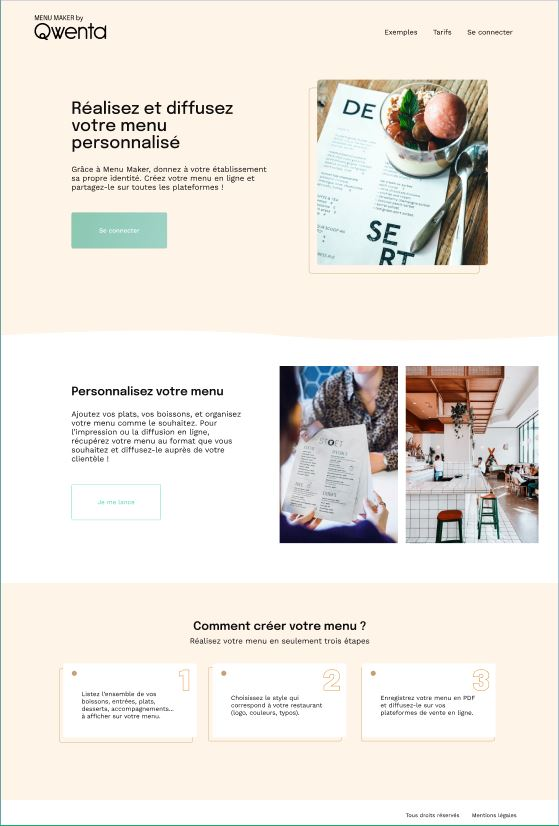 MENU MAKER by
Qwenta
Exemples
Tarifs
Se connecter
Réalisez et diffusez
votre menu
personnalisé
Grâce à Menu Maker, donnez à votre établissement
sa propre identité. Créez votre menu en ligne et
partagez-le sur toutes les plateformes !
Se connecter
DE
SE
RT
Personnalisez votre menu
Ajoutez vos plats, vos boissons, et organisez
votre menu comme le souhaitez. Pour
l'impression ou la diffusion en ligne,
récupérez votre menu au format que vous
souhaitez et diffusez-le auprès de votre
clientèle !
Je me lance
Comment créer votre menu ?
Réalisez votre menu en seulement trois étapes
1
Listez l'ensemble de vos
boissons, entrées, plats,
desserts, accompagnements...
à afficher sur votre menu.
2
Choisissez le style qui
correspond à votre restaurant
(logo, couleurs, typos).
3
Enregistrez votre menu en PDF
et diffusez-le sur vos
plateformes de vente en ligne.
Tous droits réservés
Mentions légales